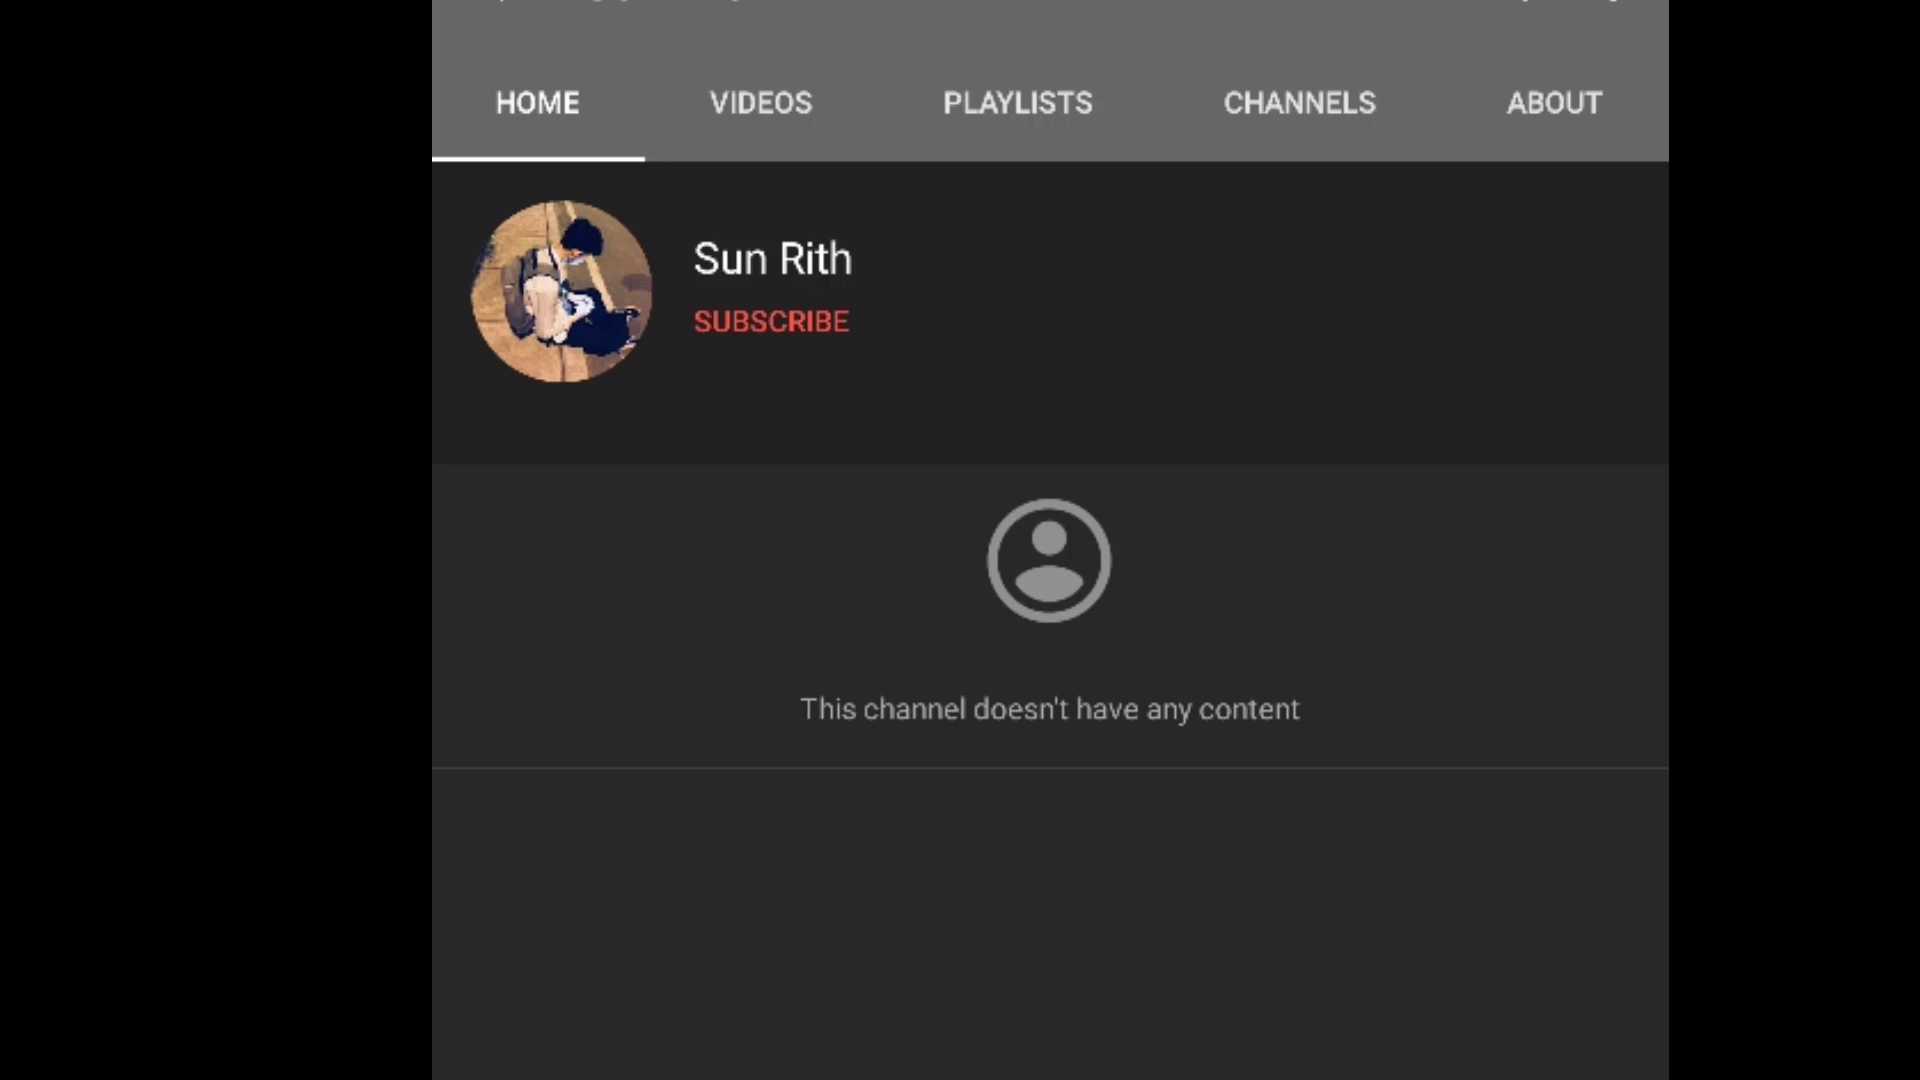 HOME VIDEOS PLAYLISTS CHANNELS ABOUT
Sun Rith
SUBSCRIBE
This channel doesn't have any content